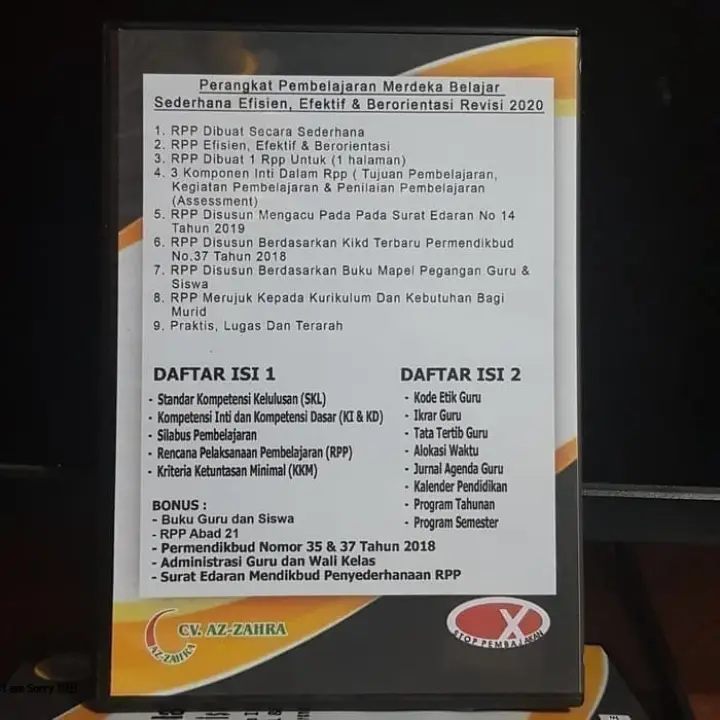 Perangkat Pembelajaran Merdeka Belajar
Sederhana Efisien, Efektif & Berorientasi Revisi 2020
1. RPP Dibuat Secara Sederhana
2. RPP Efisien, Efektif & Berorientasi
3. RPP Dibuat 1 Rpp Untuk (1 halaman)
4. 3 Komponen Inti Dalam Rpp ( Tujuan Pembelajaran,
Kegiatan Pembelajaran & Penilaian Pembelajaran
(Assessment)
5. RPP Disusun Mengacu Pada Pada Surat Edaran No 14
Tahun 2019
6. RPP Disusun Berdasarkan Kikd Terbaru Permendikbud
No.37 Tahun 2018
7. RPP Disusun Berdasarkan Buku Mapel Pegangan Guru &
Siswa
8. RPP Merujuk Kepada Kurikulum Dan Kebutuhan Bagi
Murid
9. Praktis, Lugas Dan Terarah
DAFTAR ISI 1
- Standar Kompetensi Kelulusan (SKL)
- Kompetensi Inti dan Kompetensi Dasar (KI & KD)
- Silabus Pembelajaran
- Rencana Pelaksanaan Pembelajaran (RPP)
- Kriteria Ketuntasan Minimal (KKM)
DAFTAR ISI 2
- Kode Etik Guru
- Ikrar Guru
- Tata Tertib Guru
- Alokasi Waktu
- Jurnal Agenda Guru
- Kalender Pendidikan
- Program Tahunan
- Program Semester
BONUS :
- Buku Guru dan Siswa
- RPP Abad 21
- Permendikbud Nomor 35 & 37 Tahun 2018
- Administrasi Guru dan Wali Kelas
- Surat Edaran Mendikbud Penyederhanaan RPP
CV. AZ-ZAHRA
AZ-ZAHRA
X
STOP PEMBAJAKAN
am Sorry